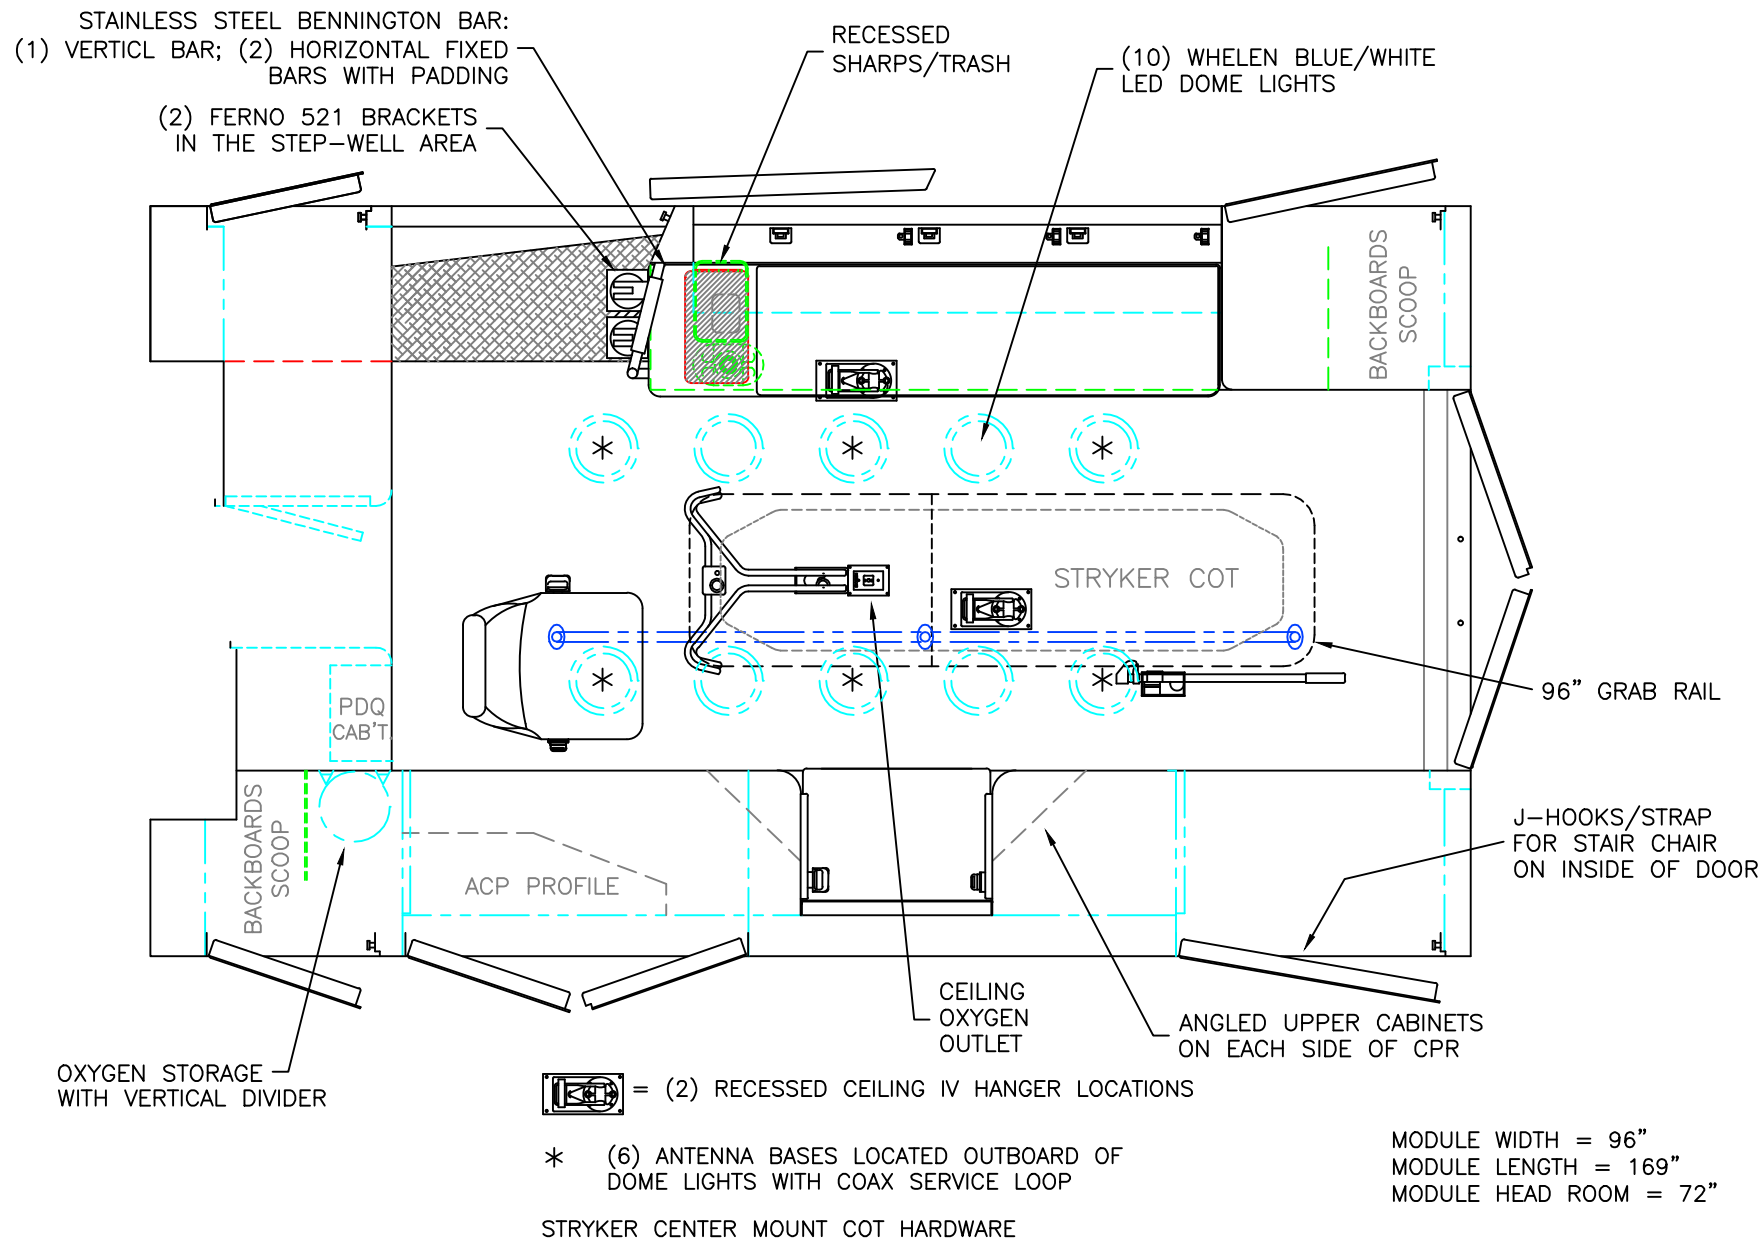 STAINLESS STEEL BENNINGTON BAR:
(1) VERTICL BAR; (2) HORIZONTAL FIXED
BARS WITH PADDING
(2) FERNO 521 BRACKETS
IN THE STEP-WELL AREA
RECESSED
SHARPS/TRASH
(10) WHELEN BLUE/WHITE
LED DOME LIGHTS
BACKBOARDS
SCOOP
STRYKER COT
96" GRAB RAIL
PDQ
CAB'T.
BACKBOARDS
SCOOP
ACP PROFILE
J-HOOKS/STRAP
FOR STAIR CHAIR
ON INSIDE OF DOOR
CEILING
OXYGEN
OUTLET
ANGLED UPPER CABINETS
ON EACH SIDE OF CPR
OXYGEN STORAGE
WITH VERTICAL DIVIDER
= (2) RECESSED CEILING IV HANGER LOCATIONS
* (6) ANTENNA BASES LOCATED OUTBOARD OF
DOME LIGHTS WITH COAX SERVICE LOOP
STRYKER CENTER MOUNT COT HARDWARE
MODULE WIDTH = 96"
MODULE LENGTH = 169"
MODULE HEAD ROOM = 72"